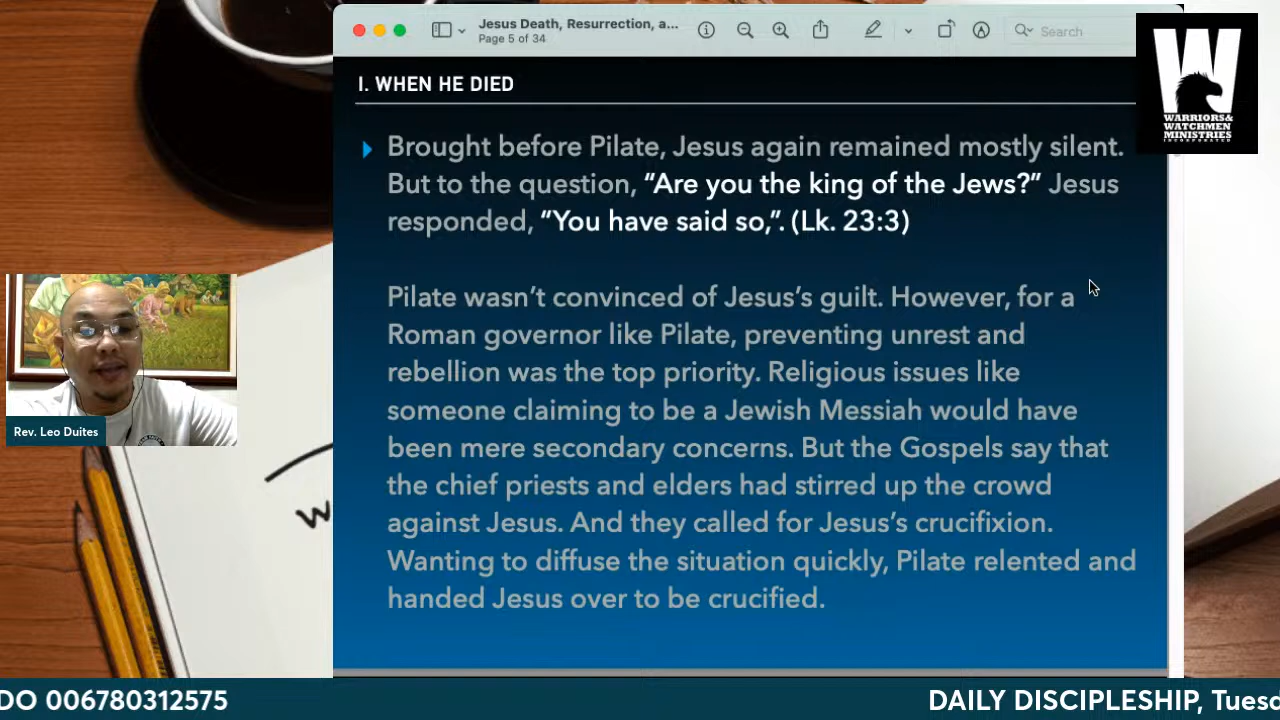 Jesus Death, Resurrection, a...
Page 5 of 34
Search
W
WARRIORS&
WATCHMEN
MINISTRIES
INCORPORATED
I. WHEN HE DIED
Brought before Pilate, Jesus again remained mostly silent.
But to the question, “Are you the king of the Jews?” Jesus
responded, “You have said so,”. (Lk. 23:3)
Pilate wasn’t convinced of Jesus’s guilt. However, for a
Roman governor like Pilate, preventing unrest and
rebellion was the top priority. Religious issues like
someone claiming to be a Jewish Messiah would have
been mere secondary concerns. But the Gospels say that
the chief priests and elders had stirred up the crowd
against Jesus. And they called for Jesus’s crucifixion.
Wanting to diffuse the situation quickly, Pilate relented and
handed Jesus over to be crucified.
Rev. Leo Duites
w
DO 006780312575
DAILY DISCIPLESHIP, Tuesd